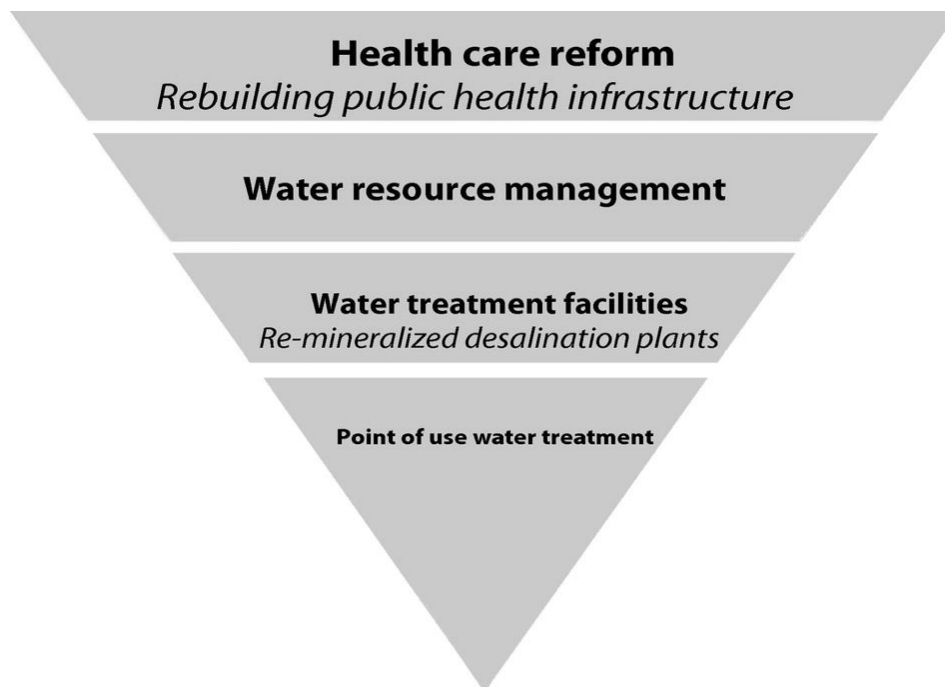 Health care reform
Rebuilding public health infrastructure
Water resource management
Water treatment facilities
Re-mineralized desalination plants
Point of use water treatment